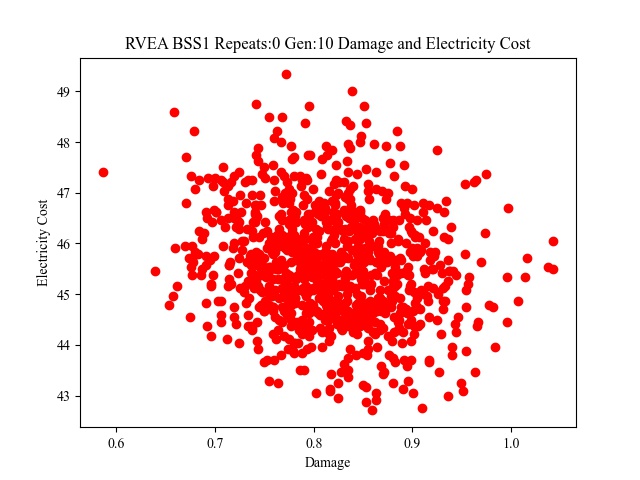 RVEA BSS1 Repeats:0 Gen:10 Damage and Electricity Cost
49
48
47
46
45
44
43
Electricity Cost
0.6 0.7 0.8 0.9 1.0
Damage